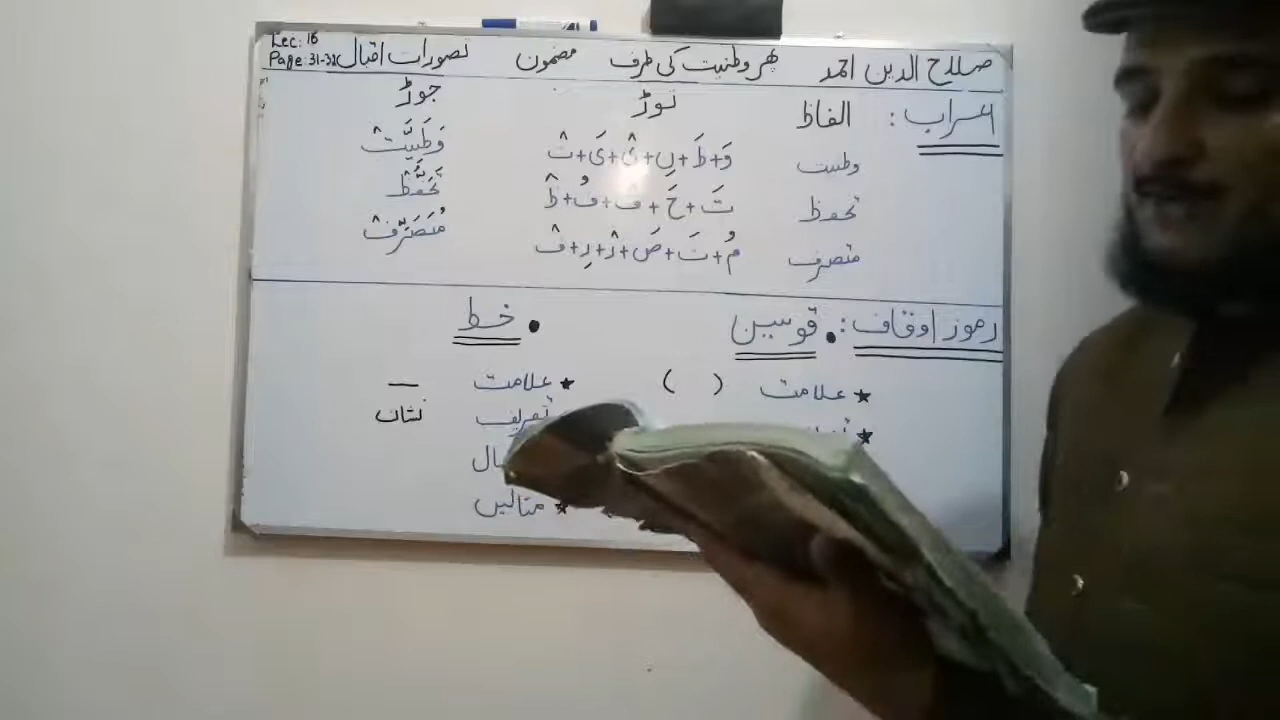 صلاح الدین احمد پھر وطنیت کی طرف مضمون تصورات اقبال
Lec: 16
Page: 31-32
اعراب: الفاظ توڑ جوڑ
وطنیت وَ+طَ+نِ+یْ+یَ+تْ وَطَنِیَّتْ
تحفظ تَ+حَ+فْ+فُ+ظْ تَحَفُّظْ
متصرف مُ+تَ+صَ+رْ+رِ+فْ مُتَصَرِّفْ
رموز اوقاف: • قوسین • خط
★ علامت ( ) ★ علامت —
★ تعریف نشان
★ مثالیں